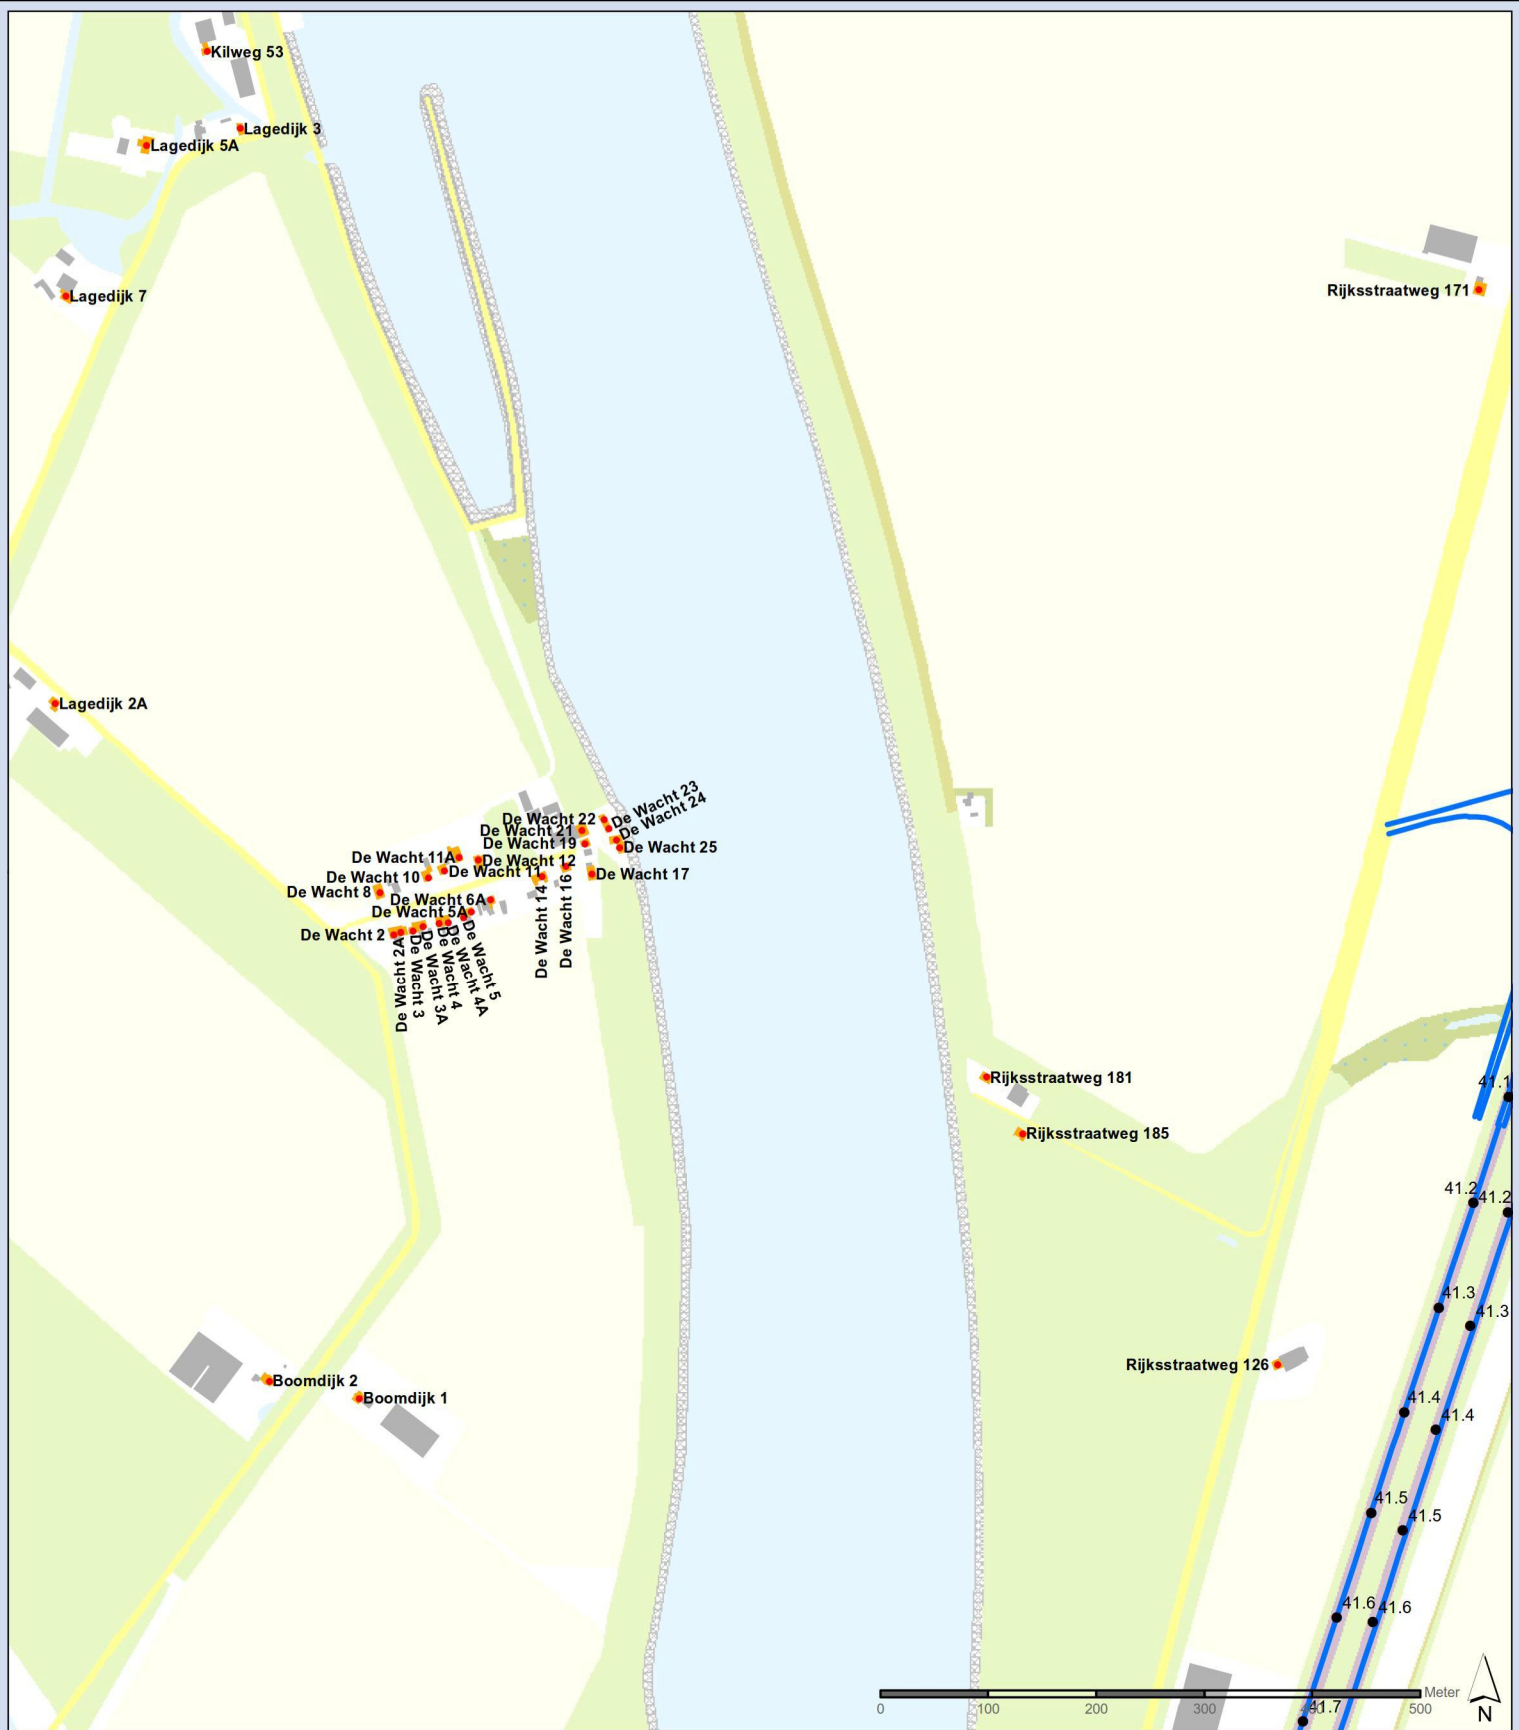 Kilweg 53
Lagedijk 3
Lagedijk 5A
Lagedijk 7
Rijksstraatweg 171
Lagedijk 2A
De Wacht 23
De Wacht 24
De Wacht 22
De Wacht 21
De Wacht 19
De Wacht 25
De Wacht 11A
De Wacht 12
De Wacht 11
De Wacht 10
De Wacht 17
De Wacht 8
De Wacht 6A
De Wacht 5A
De Wacht 14
De Wacht 16
De Wacht 2
De Wacht 2A
De Wacht 3
De Wacht 3A
De Wacht 4
De Wacht 4A
De Wacht 5
Rijksstraatweg 181
41.1
Rijksstraatweg 185
41.2
41.2
41.3
41.3
Rijksstraatweg 126
Boomdijk 2
Boomdijk 1
41.4
41.4
41.5
41.5
41.6
41.6
Meter
0 100 200 300 400 500
41.7
N